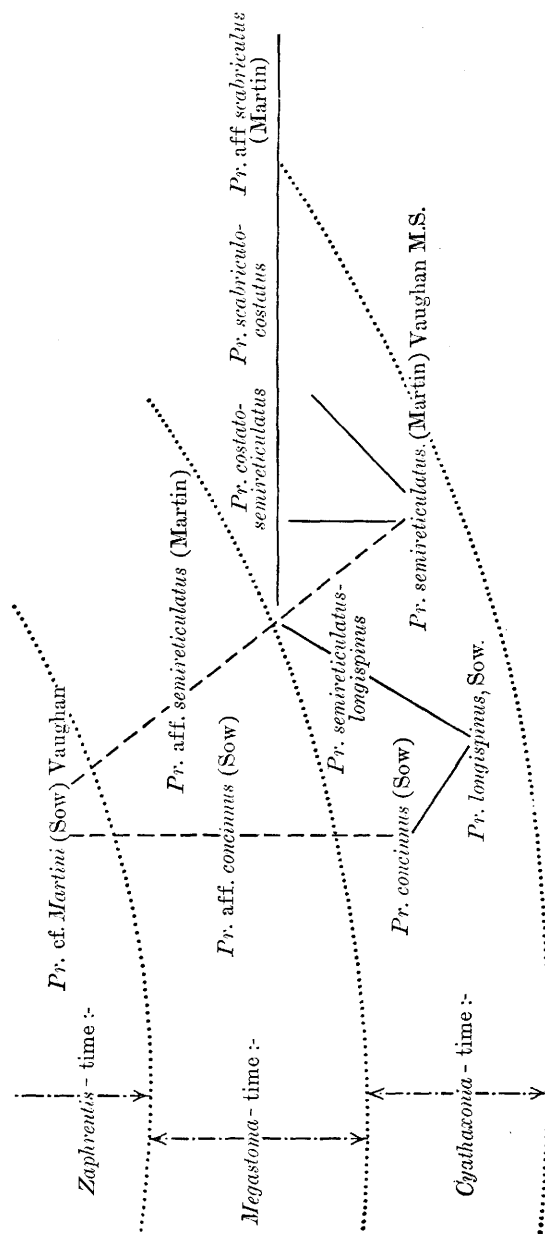 Zaphrentis - time :-
Pr. cf. Martini (Sow) Vaughan
Megastoma - time :-
Pr. aff. concinnus (Sow)
Pr. aff. semireticulatus (Martin)
Pr. costato-
semireticulatus
Pr. scabriculo-
costatus
Pr. aff scabriculus
(Martin)
Pr. semireticulatus-
longispinus
Cyathaxonia - time :-
Pr. concinnus (Sow)
Pr. longispinus, Sow.
Pr. semireticulatus. (Martin) Vaughan M.S.